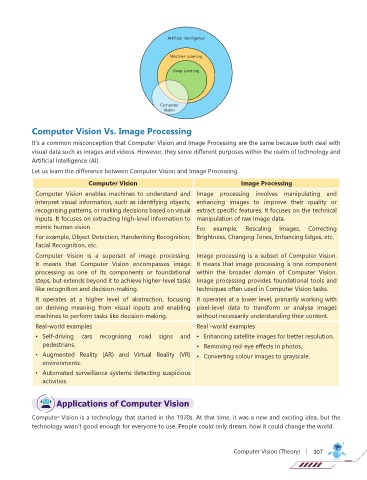 Artificial Intelligence
Machine Learning
Deep Learning
Computer
Vision
Computer Vision Vs. Image Processing
It's a common misconception that Computer Vision and Image Processing are the same because both deal with
visual data such as images and videos. However, they serve different purposes within the realm of technology and
Artificial Intelligence (AI).
Let us learn the difference between Computer Vision and Image Processing.
Computer Vision
Computer Vision enables machines to understand and
interpret visual information, such as identifying objects,
recognising patterns, or making decisions based on visual
inputs. It focuses on extracting high-level information to
mimic human vision.
For example, Object Detection, Handwriting Recognition,
Facial Recognition, etc.
Image Processing
Image processing involves manipulating and
enhancing images to improve their quality or
extract specific features. It focuses on the technical
manipulation of raw image data.
For example, Rescaling Images, Correcting
Brightness, Changing Tones, Enhancing Edges, etc.
Computer Vision is a superset of image processing.
It means that Computer Vision encompasses image
processing as one of its components or foundational
steps, but extends beyond it to achieve higher-level tasks
like recognition and decision-making.
Image processing is a subset of Computer Vision.
It means that image processing is one component
within the broader domain of Computer Vision.
Image processing provides foundational tools and
techniques often used in Computer Vision tasks.
It operates at a higher level of abstraction, focusing
on deriving meaning from visual inputs and enabling
machines to perform tasks like decision-making.
It operates at a lower level, primarily working with
pixel-level data to transform or analyse images
without necessarily understanding their content.
Real-world examples
• Self-driving cars recognising road signs and
pedestrians.
• Augmented Reality (AR) and Virtual Reality (VR)
environments.
• Automated surveillance systems detecting suspicious
activities.
Real -world examples
• Enhancing satellite images for better resolution.
• Removing red-eye effects in photos.
• Converting colour images to grayscale.
Applications of Computer Vision
Computer Vision is a technology that started in the 1970s. At that time, it was a new and exciting idea, but the
technology wasn't good enough for everyone to use. People could only dream, how it could change the world.
Computer Vision (Theory) | 307